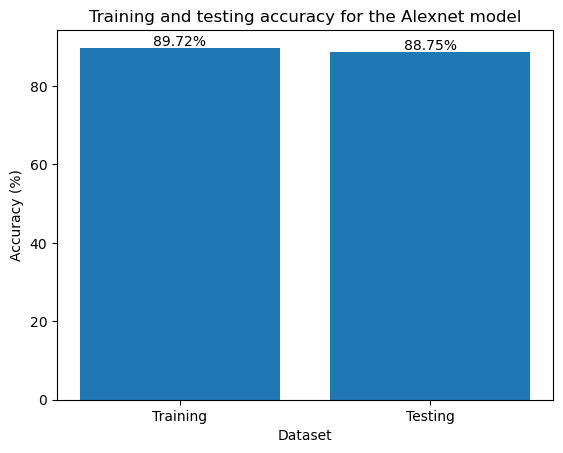 Training and testing accuracy for the Alexnet model
89.72%
88.75%
80
60
40
20
0
Accuracy (%)
Training
Testing
Dataset